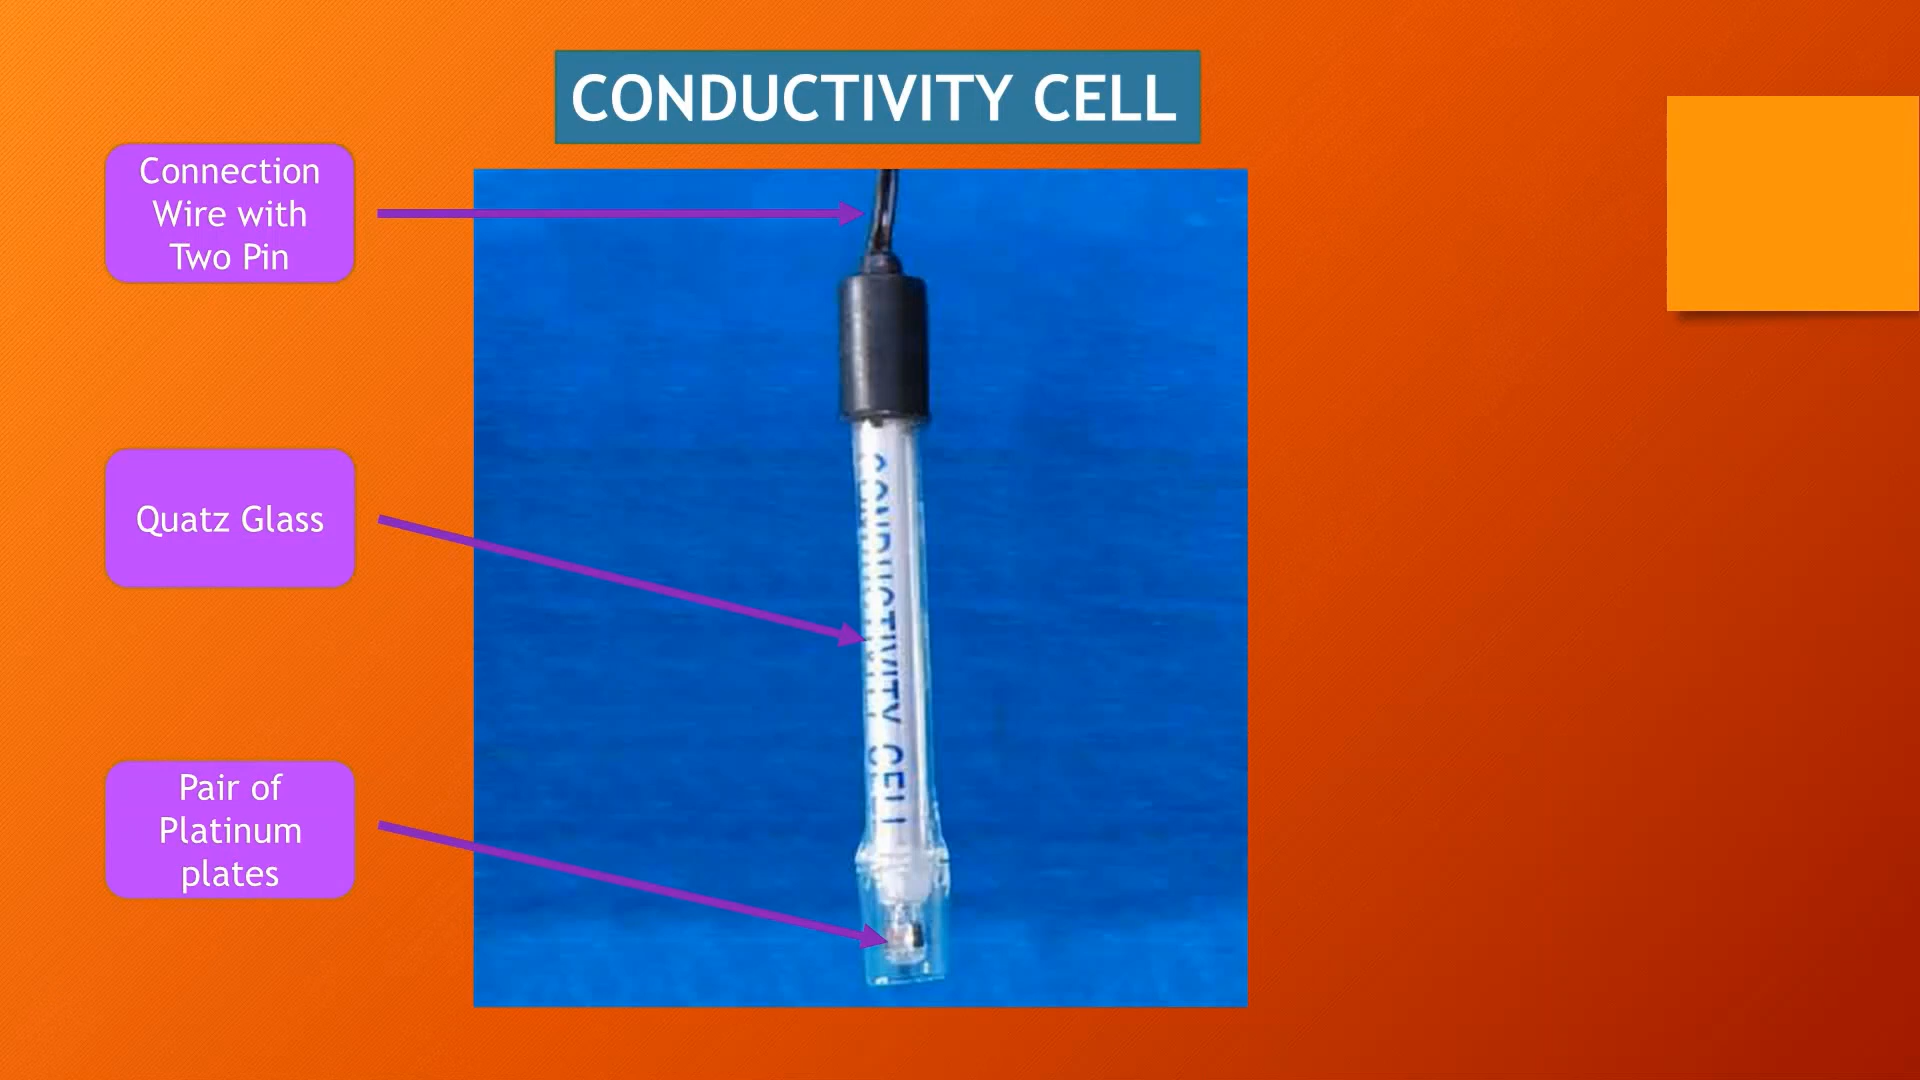 CONDUCTIVITY CELL
Connection
Wire with
Two Pin
Quatz Glass
Pair of
Platinum
plates
CONDUCTIVITY CELL